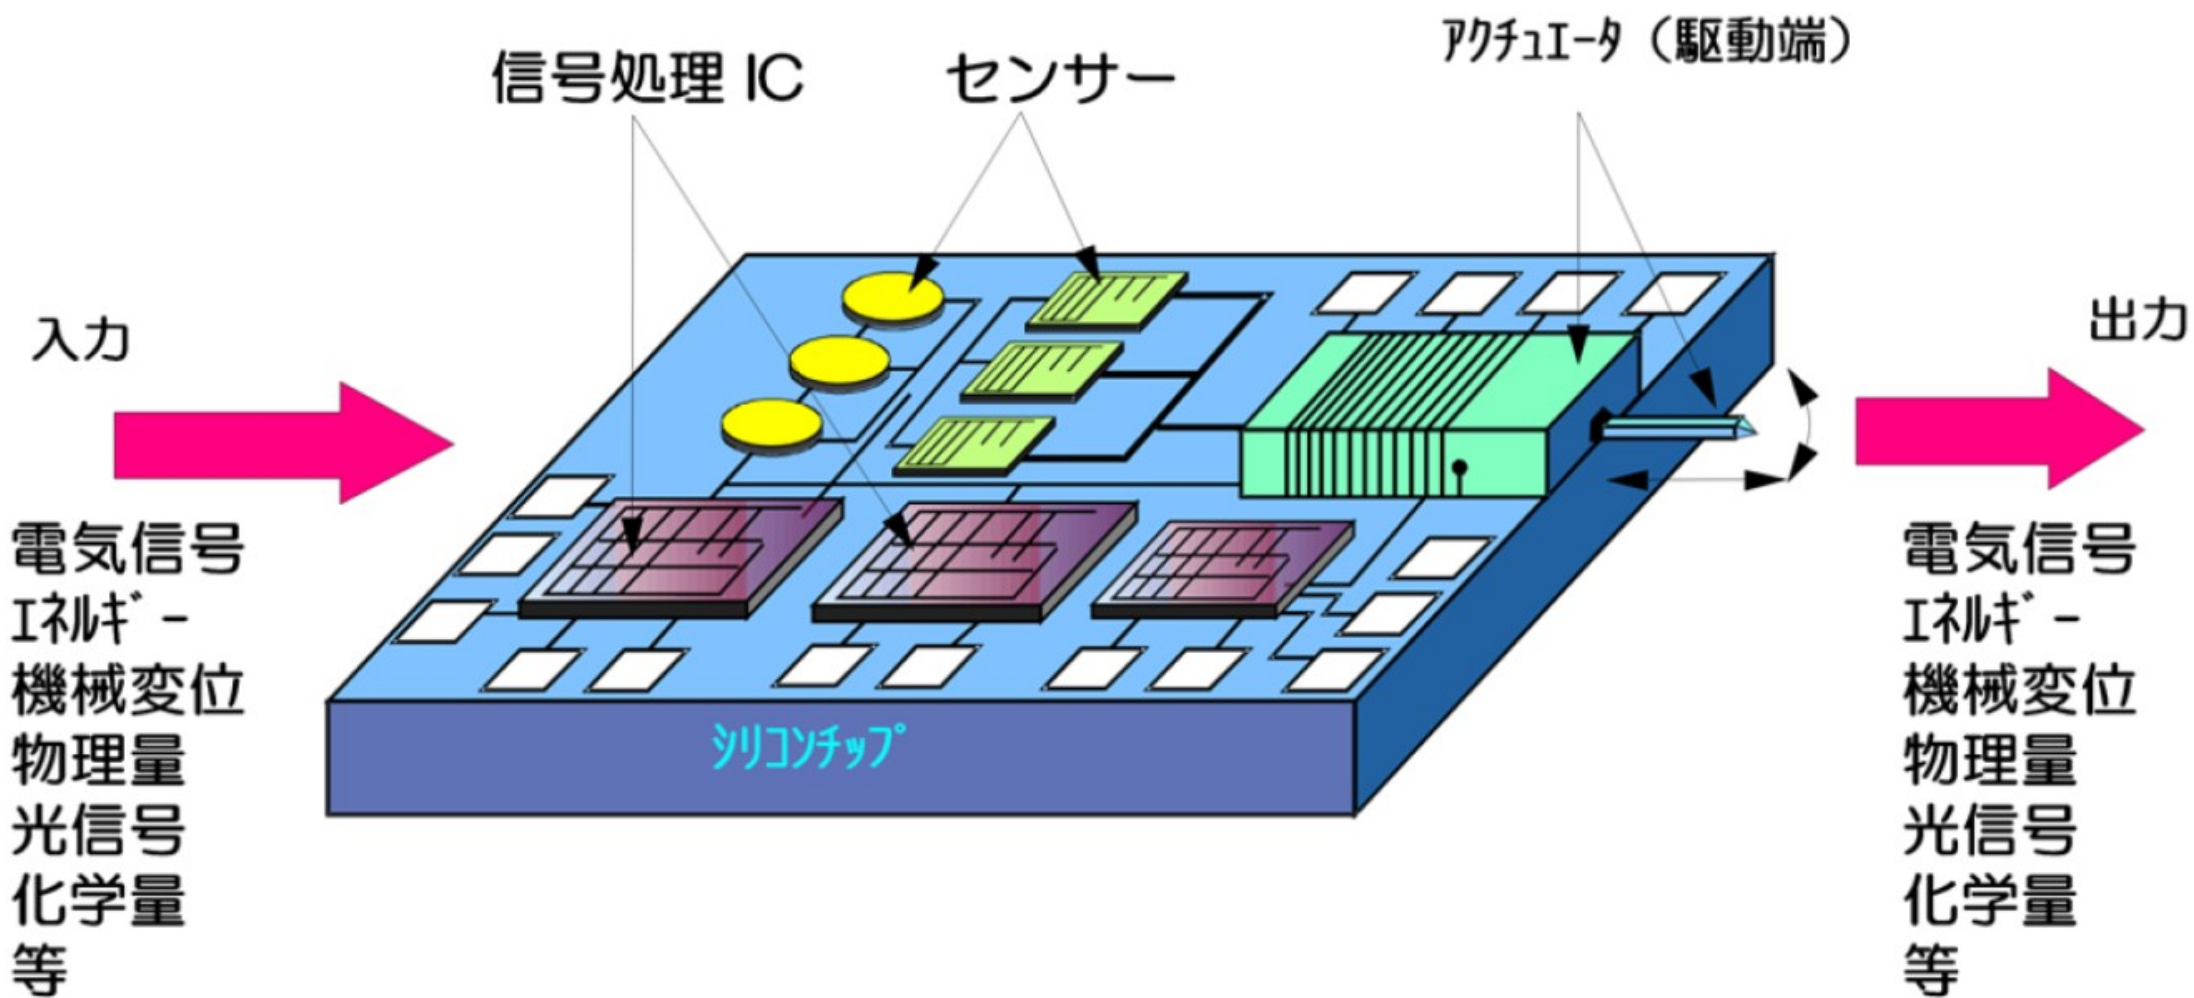 信号処理 IC
センサー
ｱｸﾁｭｴｰﾀ（駆動端）
入力
電気信号
ｴﾈﾙｷﾞｰ
機械変位
物理量
光信号
化学量
等
ｼﾘｺﾝﾁｯﾌﾟ
出力
電気信号
ｴﾈﾙｷﾞｰ
機械変位
物理量
光信号
化学量
等